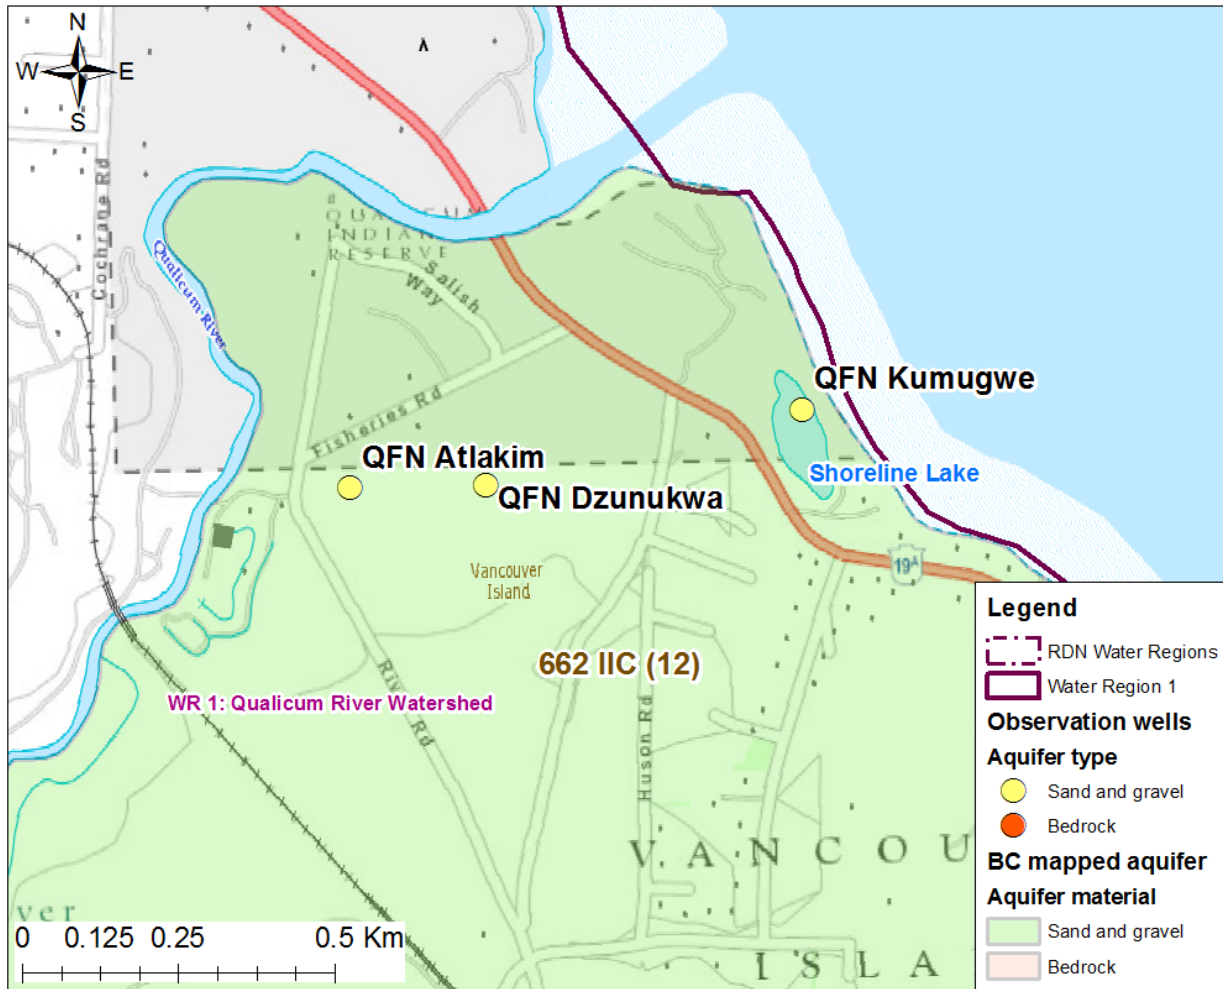 N
W E
S
Cochrane Rd
Qualicum River
INDIAN
RESERVE
Salish
Way
Fisheries Rd
QFN Kumugwe
QFN Atlakim
Shoreline Lake
QFN Dzunukwa
19A
Vancouver
Island
662 IIC (12)
WR 1: Qualicum River Watershed
River Rd
Huson Rd
VANCOU
ISLA
ver
0 0.125 0.25 0.5 Km
Legend
RDN Water Regions
Water Region 1
Observation wells
Aquifer type
Sand and gravel
Bedrock
BC mapped aquifer
Aquifer material
Sand and gravel
Bedrock